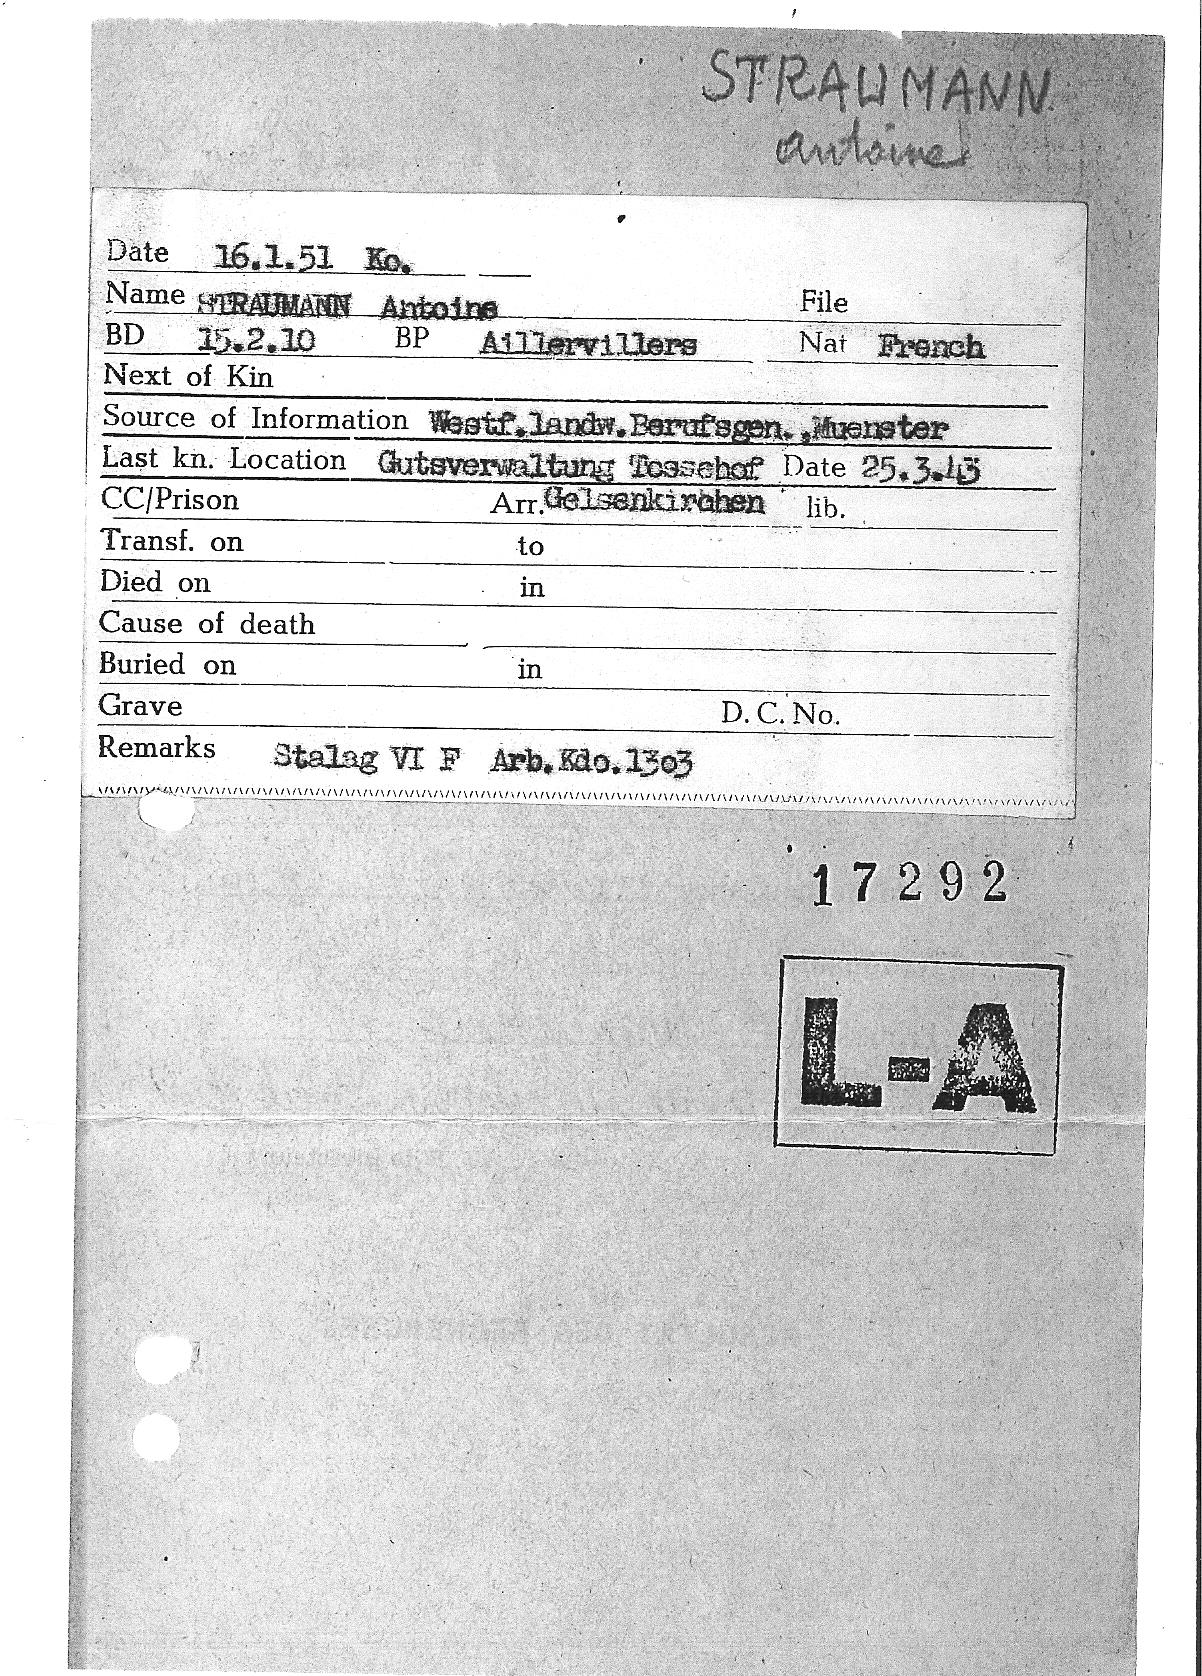 STRAUMANN
Antoine
Date 16.1.51 Ko.
Name STRAUMANN Antoine File
BD 15.2.10 BP Aillervillers Nat French
Next of Kin
Source of Information Westf.landw.Berufsgen.,Muenster
Last kn. Location Gutsverwaltung Tossehof Date 25.3.43
CC/Prison Arr. Gelsenkirchen lib.
Transf. on to
Died on in
Cause of death
Buried on in
Grave D. C. No.
Remarks Stalag VI F Arb.Kdo.1303
17292
L-A